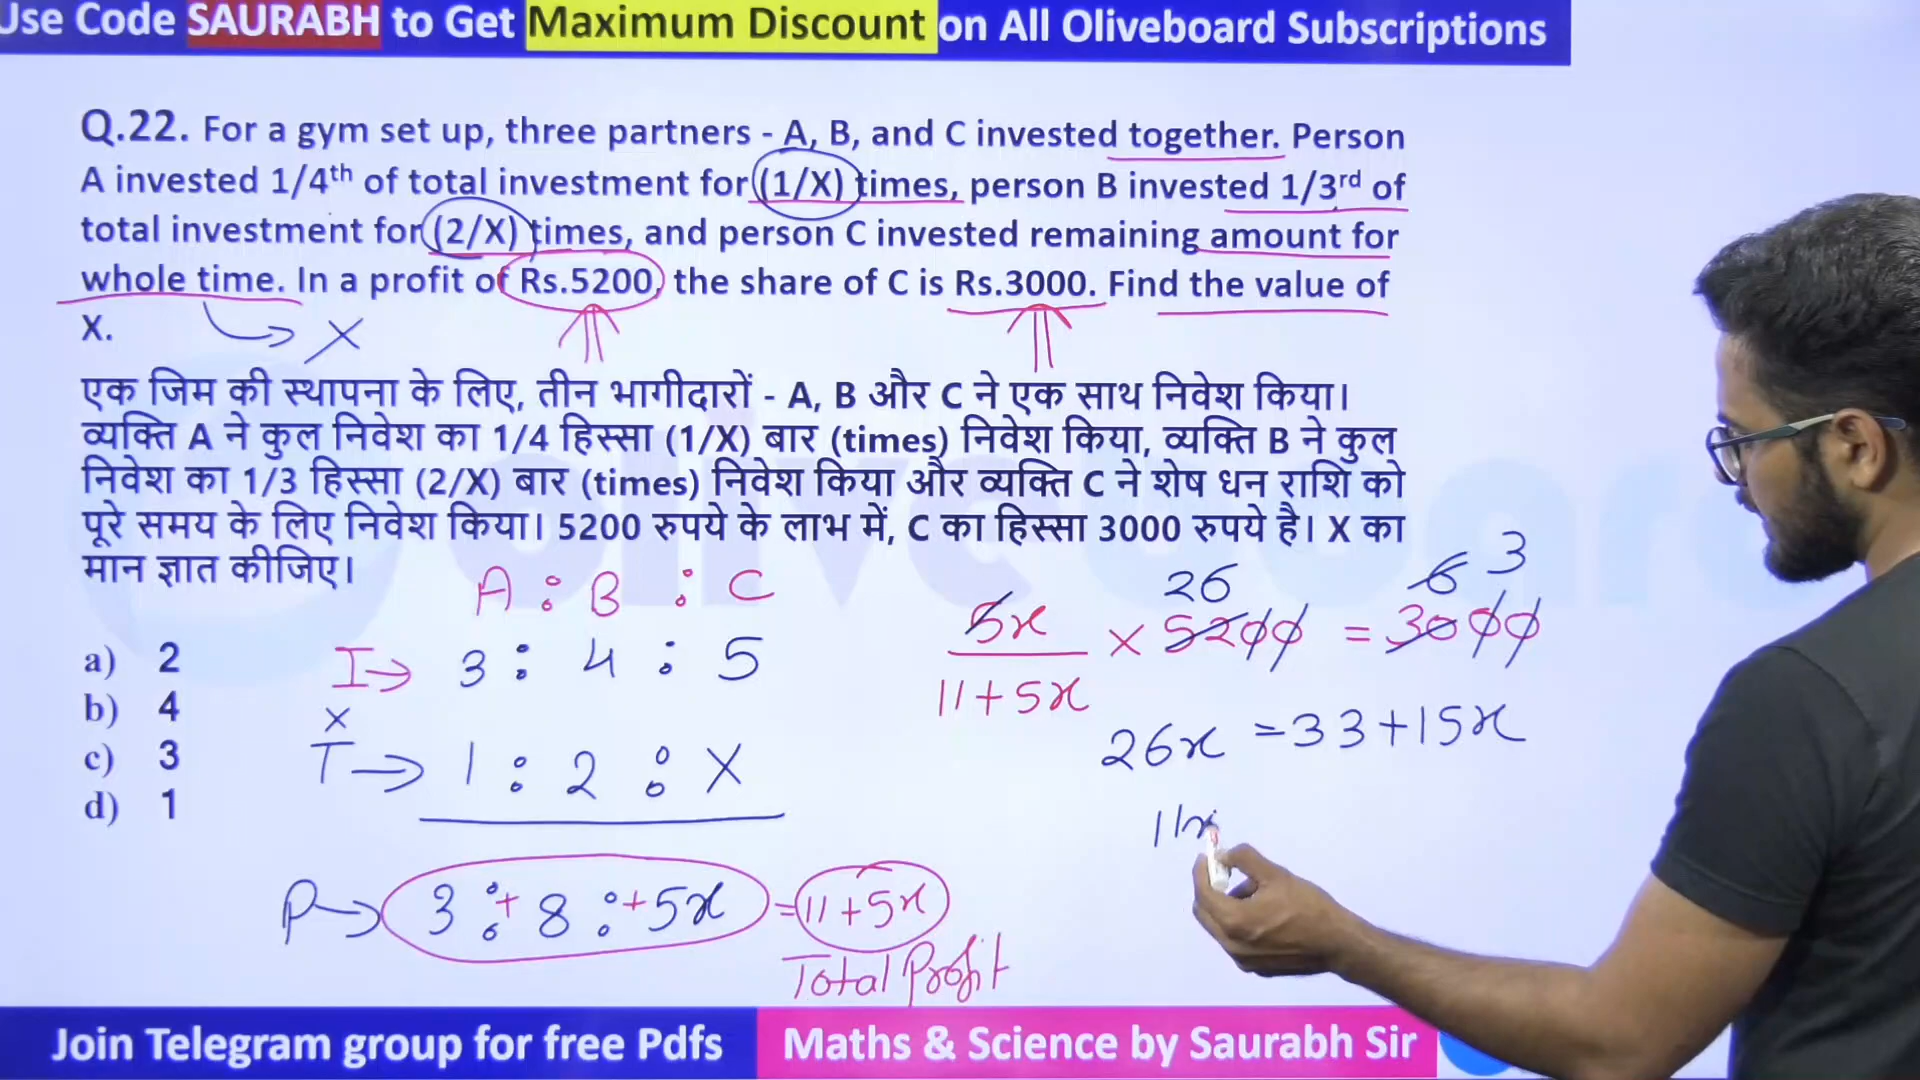 Use Code SAURABH to Get Maximum Discount on All Oliveboard Subscriptions
Q.22. For a gym set up, three partners - A, B, and C invested together. Person
A invested 1/4th of total investment for (1/X) times, person B invested 1/3rd of
total investment for (2/X) times, and person C invested remaining amount for
whole time. In a profit of Rs.5200, the share of C is Rs.3000. Find the value of
X.
X
एक जिम की स्थापना के लिए, तीन भागीदारों - A, B और C ने एक साथ निवेश किया।
व्यक्ति A ने कुल निवेश का 1/4 हिस्सा (1/X) बार (times) निवेश किया, व्यक्ति B ने कुल
निवेश का 1/3 हिस्सा (2/X) बार (times) निवेश किया और व्यक्ति C ने शेष धन राशि को
पूरे समय के लिए निवेश किया। 5200 रुपये के लाभ में, C का हिस्सा 3000 रुपये है। X का
मान ज्ञात कीजिए।
a) 2
b) 4
c) 3
d) 1
A : B : C
I→ 3 : 4 : 5
X
T→ 1 : 2 : X
P→ 3 :+ 8 :+ 5x = 11+5x
Total Profit
26 6 3
5x × 5200 = 3000
11+5x
26x = 33+15x
11x
Join Telegram group for free Pdfs
Maths & Science by Saurabh Sir